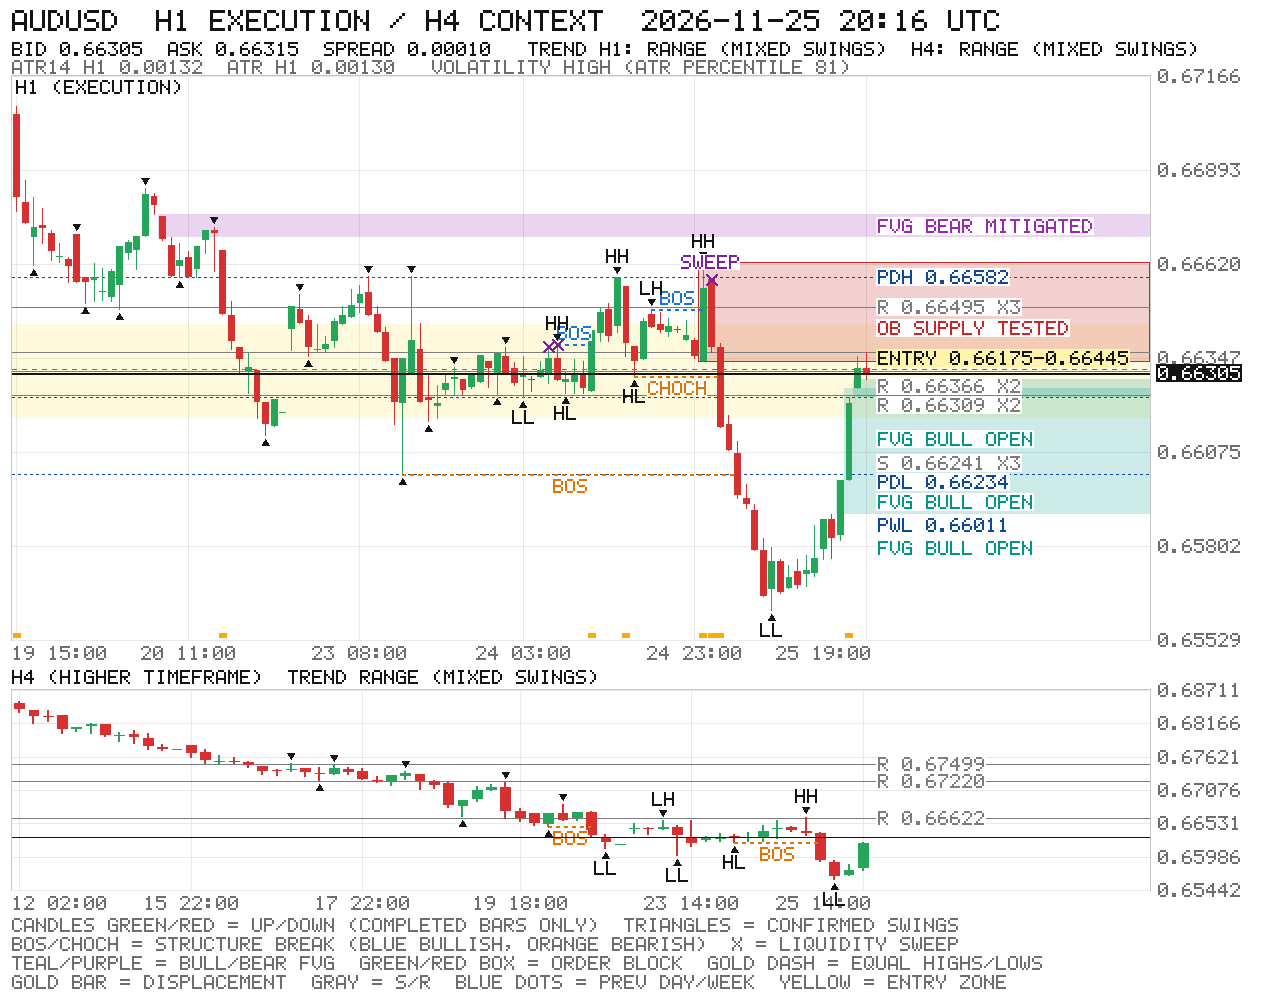 AUDUSD  H1 EXECUTION / H4 CONTEXT  2026-11-25 20:16 UTC
BID 0.66305  ASK 0.66315  SPREAD 0.00010  TREND H1: RANGE (MIXED SWINGS)  H4: RANGE (MIXED SWINGS)
ATR14 H1 0.00132  ATR H1 0.00130  VOLATILITY HIGH (ATR PERCENTILE 81)
H1 (EXECUTION)
0.67166
0.66893
FVG BEAR MITIGATED
HH
HH
SWEEP
0.66620
PDH 0.66582
LH
BOS
R 0.66495 X3
HH
BOS
OB SUPPLY TESTED
ENTRY 0.66175-0.66445
0.66347
0.66305
HL
CHOCH
R 0.66366 X2
R 0.66309 X2
LL
HL
FVG BULL OPEN
0.66075
S 0.66241 X3
PDL 0.66234
BOS
FVG BULL OPEN
PWL 0.66011
0.65802
FVG BULL OPEN
LL
0.65529
19 15:00  20 11:00  23 08:00  24 03:00  24 23:00  25 19:00
H4 (HIGHER TIMEFRAME)  TREND RANGE (MIXED SWINGS)
0.68711
0.68166
0.67621
R 0.67499
R 0.67220
0.67076
LH
HH
R 0.66622
0.66531
BOS
BOS
HL
0.65986
LL
LL
0.65442
LL
12 02:00  15 22:00  17 22:00  19 18:00  23 14:00  25 14:00
CANDLES GREEN/RED = UP/DOWN (COMPLETED BARS ONLY)  TRIANGLES = CONFIRMED SWINGS
BOS/CHOCH = STRUCTURE BREAK (BLUE BULLISH, ORANGE BEARISH)  X = LIQUIDITY SWEEP
TEAL/PURPLE = BULL/BEAR FVG  GREEN/RED BOX = ORDER BLOCK  GOLD DASH = EQUAL HIGHS/LOWS
GOLD BAR = DISPLACEMENT  GRAY = S/R  BLUE DOTS = PREV DAY/WEEK  YELLOW = ENTRY ZONE